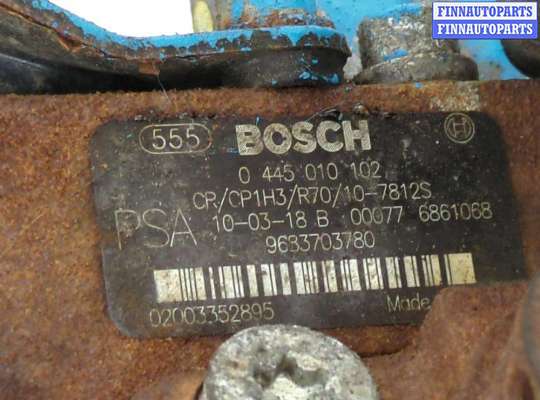 FINNAUTOPARTS
FINNAUTOPARTS
555 BOSCH H
0 445 010 102
CR/CP1H3/R70/10-7812S
PSA 10-03-18 B 00077 6861068
9683703780
02003352895 Made